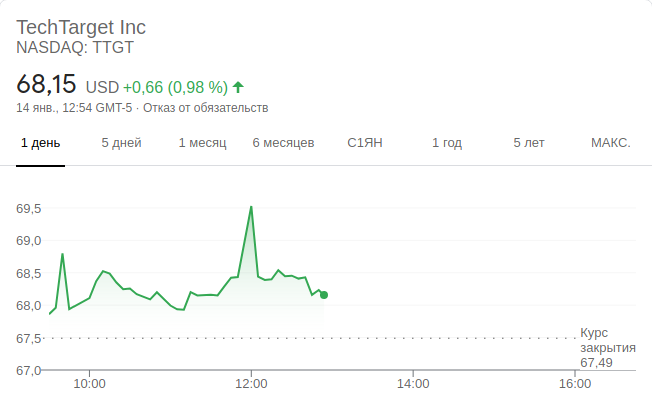 TechTarget Inc
NASDAQ: TTGT
68,15 USD +0,66 (0,98 %)
14 янв., 12:54 GMT-5 · Отказ от обязательств
1 день 5 дней 1 месяц 6 месяцев С1ЯН 1 год 5 лет МАКС.
69,5
69,0
68,5
68,0
67,5
67,0
Курс
закрытия
67,49
10:00 12:00 14:00 16:00